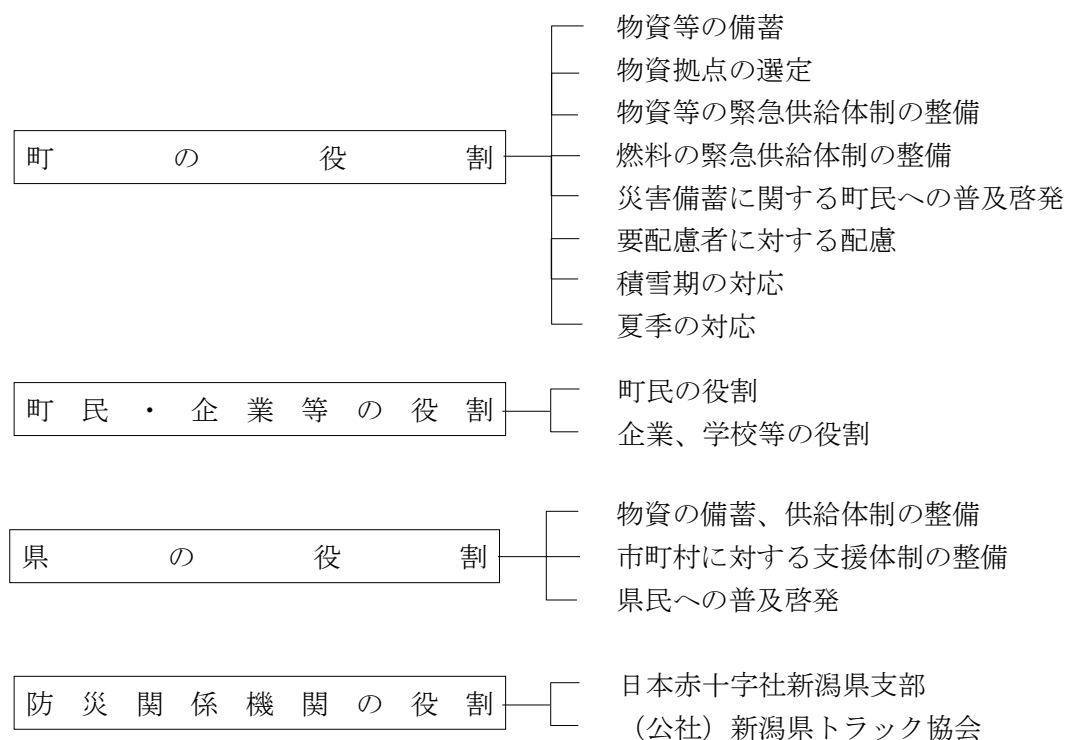 物資等の備蓄
物資拠点の選定
物資等の緊急供給体制の整備
町の役割
燃料の緊急供給体制の整備
災害備蓄に関する町民への普及啓発
要配慮者に対する配慮
積雪期の対応
夏季の対応
町民・企業等の役割
町民の役割
企業、学校等の役割
物資の備蓄、供給体制の整備
県の役割
市町村に対する支援体制の整備
県民への普及啓発
防災関係機関の役割
日本赤十字社新潟県支部
（公社）新潟県トラック協会